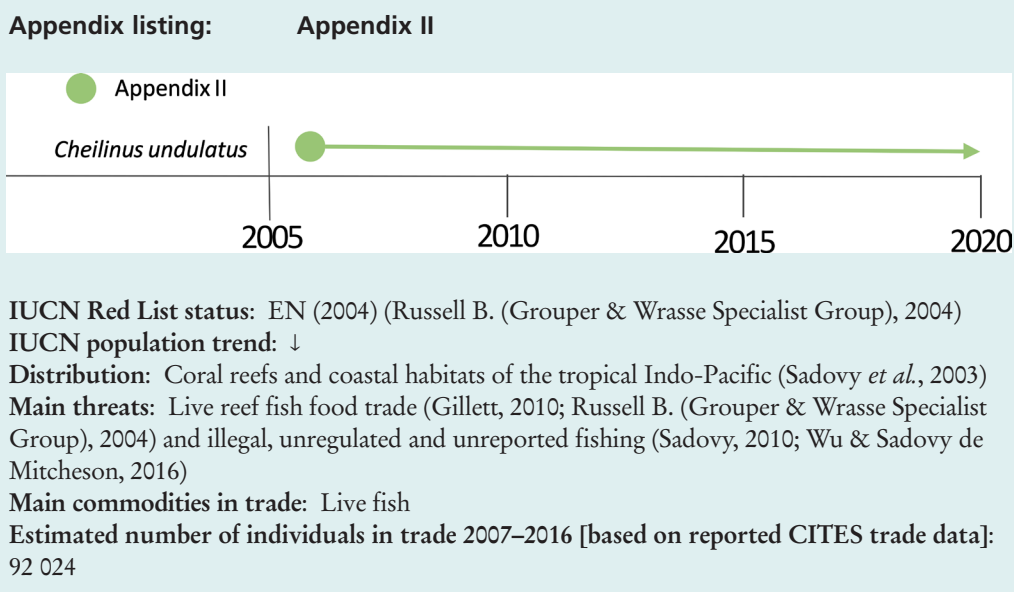 Appendix listing: Appendix II
Appendix II
Cheilinus undulatus
2005 2010 2015 2020
IUCN Red List status: EN (2004) (Russell B. (Grouper & Wrasse Specialist Group), 2004)
IUCN population trend: ↓
Distribution: Coral reefs and coastal habitats of the tropical Indo-Pacific (Sadovy et al., 2003)
Main threats: Live reef fish food trade (Gillett, 2010; Russell B. (Grouper & Wrasse Specialist
Group), 2004) and illegal, unregulated and unreported fishing (Sadovy, 2010; Wu & Sadovy de
Mitcheson, 2016)
Main commodities in trade: Live fish
Estimated number of individuals in trade 2007–2016 [based on reported CITES trade data]:
92 024